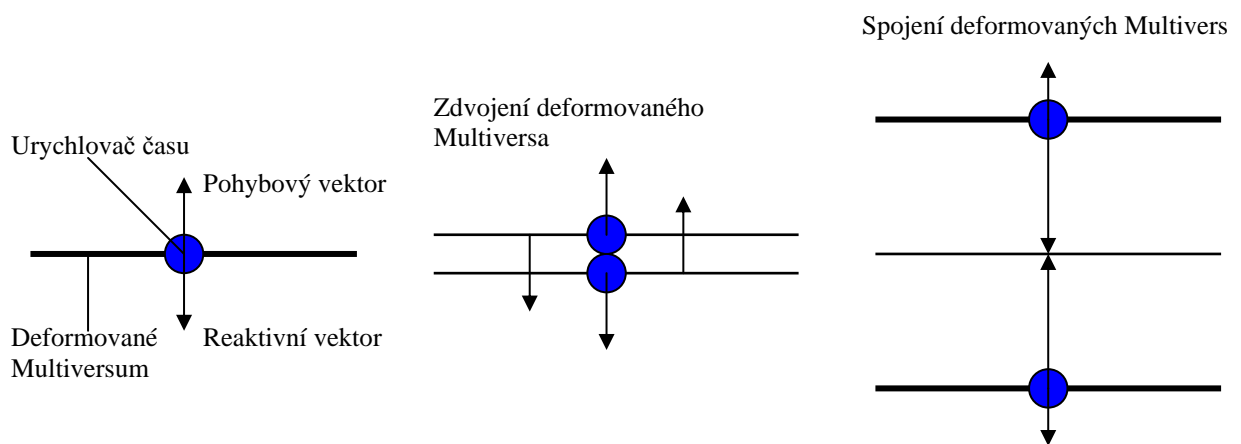 Urychlovač času
Pohybový vektor
Deformované
Multiversum
Reaktivní vektor
Zdvojení deformovaného
Multiversa
Spojení deformovaných Multivers